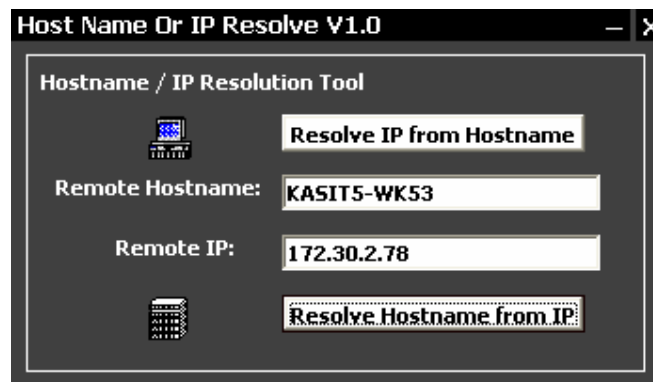 Host Name Or IP Resolve V1.0
Hostname / IP Resolution Tool
Resolve IP from Hostname
Remote Hostname: KASIT5-WK53
Remote IP: 172.30.2.78
Resolve Hostname from IP